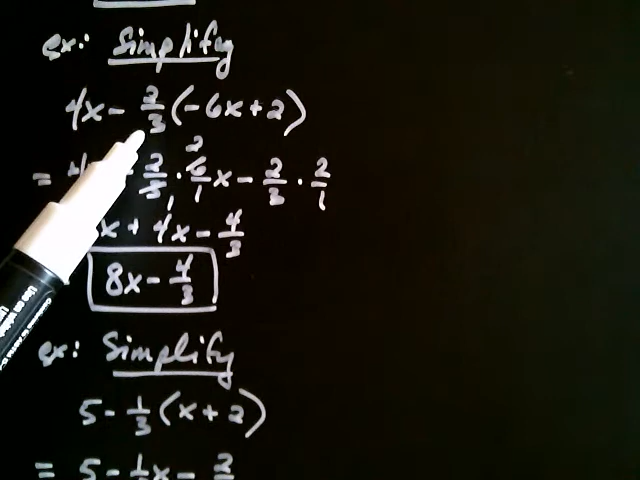 ex: Simplify
4x - 2/3 (-6x + 2)
= 2/3 · 6/1 x - 2/3 · 2/1
x + 4x - 4/3
8x - 4/3
ex: Simplify
5 - 1/3 (x + 2)
= 5 - 1/3 x - 2